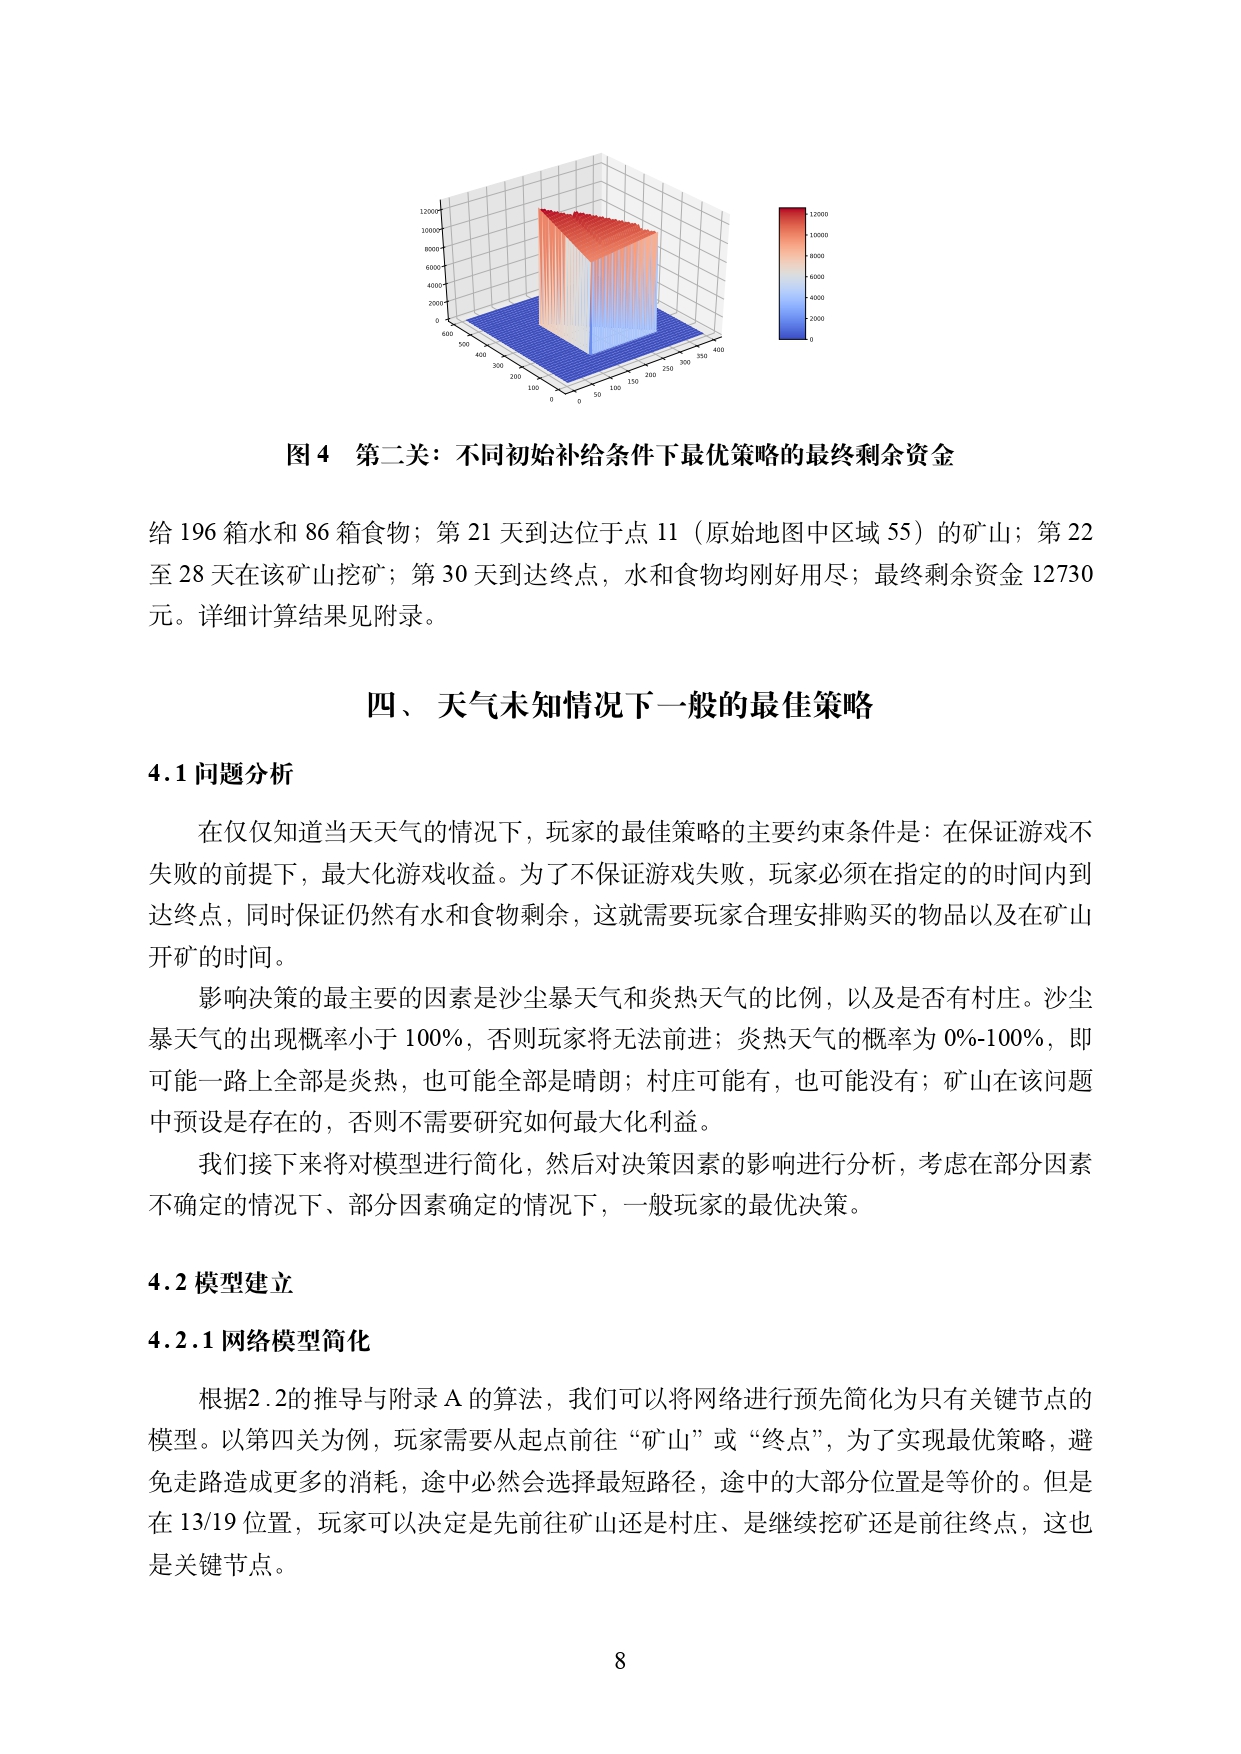 12000
10000
8000
6000
4000
2000
0
600
500
400
300
200
100
0
0
50
100
150
200
250
300
350
400
12000
10000
8000
6000
4000
2000
0
图 4 第二关：不同初始补给条件下最优策略的最终剩余资金
给 196 箱水和 86 箱食物；第 21 天到达位于点 11（原始地图中区域 55）的矿山；第 22
至 28 天在该矿山挖矿；第 30 天到达终点，水和食物均刚好用尽；最终剩余资金 12730
元。详细计算结果见附录。
四、 天气未知情况下一般的最佳策略
4.1 问题分析
在仅仅知道当天天气的情况下，玩家的最佳策略的主要约束条件是：在保证游戏不
失败的前提下，最大化游戏收益。为了不保证游戏失败，玩家必须在指定的的时间内到
达终点，同时保证仍然有水和食物剩余，这就需要玩家合理安排购买的物品以及在矿山
开矿的时间。
影响决策的最主要的因素是沙尘暴天气和炎热天气的比例，以及是否有村庄。沙尘
暴天气的出现概率小于 100%，否则玩家将无法前进；炎热天气的概率为 0%-100%，即
可能一路上全部是炎热，也可能全部是晴朗；村庄可能有，也可能没有；矿山在该问题
中预设是存在的，否则不需要研究如何最大化利益。
我们接下来将对模型进行简化，然后对决策因素的影响进行分析，考虑在部分因素
不确定的情况下、部分因素确定的情况下，一般玩家的最优决策。
4.2 模型建立
4.2.1 网络模型简化
根据2.2的推导与附录 A 的算法，我们可以将网络进行预先简化为只有关键节点的
模型。以第四关为例，玩家需要从起点前往“矿山”或“终点”，为了实现最优策略，避
免走路造成更多的消耗，途中必然会选择最短路径，途中的大部分位置是等价的。但是
在 13/19 位置，玩家可以决定是先前往矿山还是村庄、是继续挖矿还是前往终点，这也
是关键节点。
8